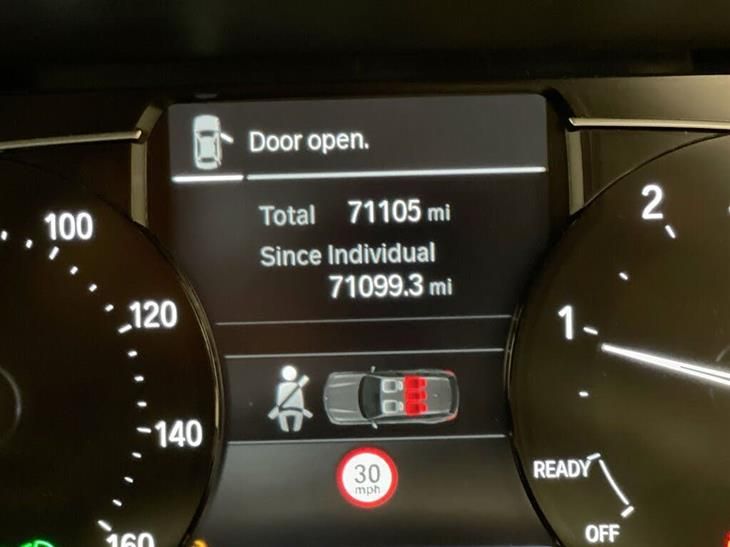 Door open.
Total 71105 mi
Since Individual
71099.3 mi
100
120
140
160
30
mph
2
1
READY
OFF